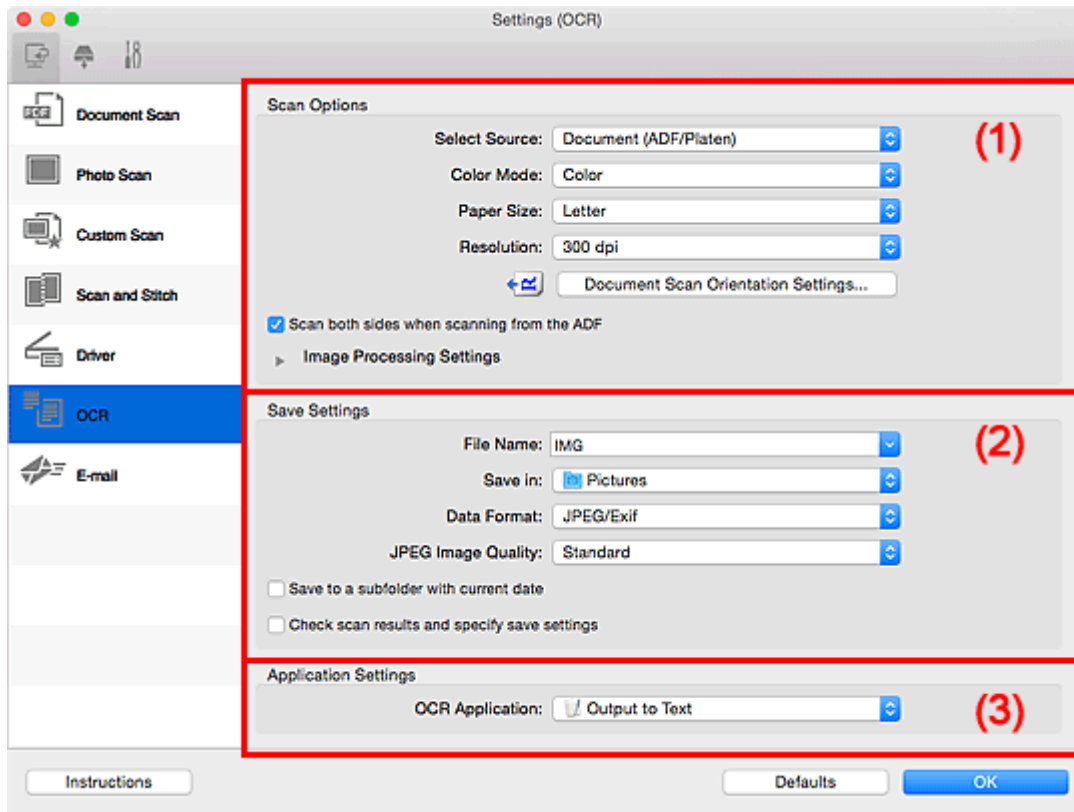 Settings (OCR)
Document Scan
Photo Scan
Custom Scan
Scan and Stitch
Driver
OCR
E-mail
Scan Options
(1)
Select Source: Document (ADF/Platen)
Color Mode: Color
Paper Size: Letter
Resolution: 300 dpi
Document Scan Orientation Settings...
Scan both sides when scanning from the ADF
Image Processing Settings
Save Settings
(2)
File Name: IMG
Save in: Pictures
Data Format: JPEG/Exif
JPEG Image Quality: Standard
Save to a subfolder with current date
Check scan results and specify save settings
Application Settings
(3)
OCR Application: Output to Text
Instructions
Defaults
OK